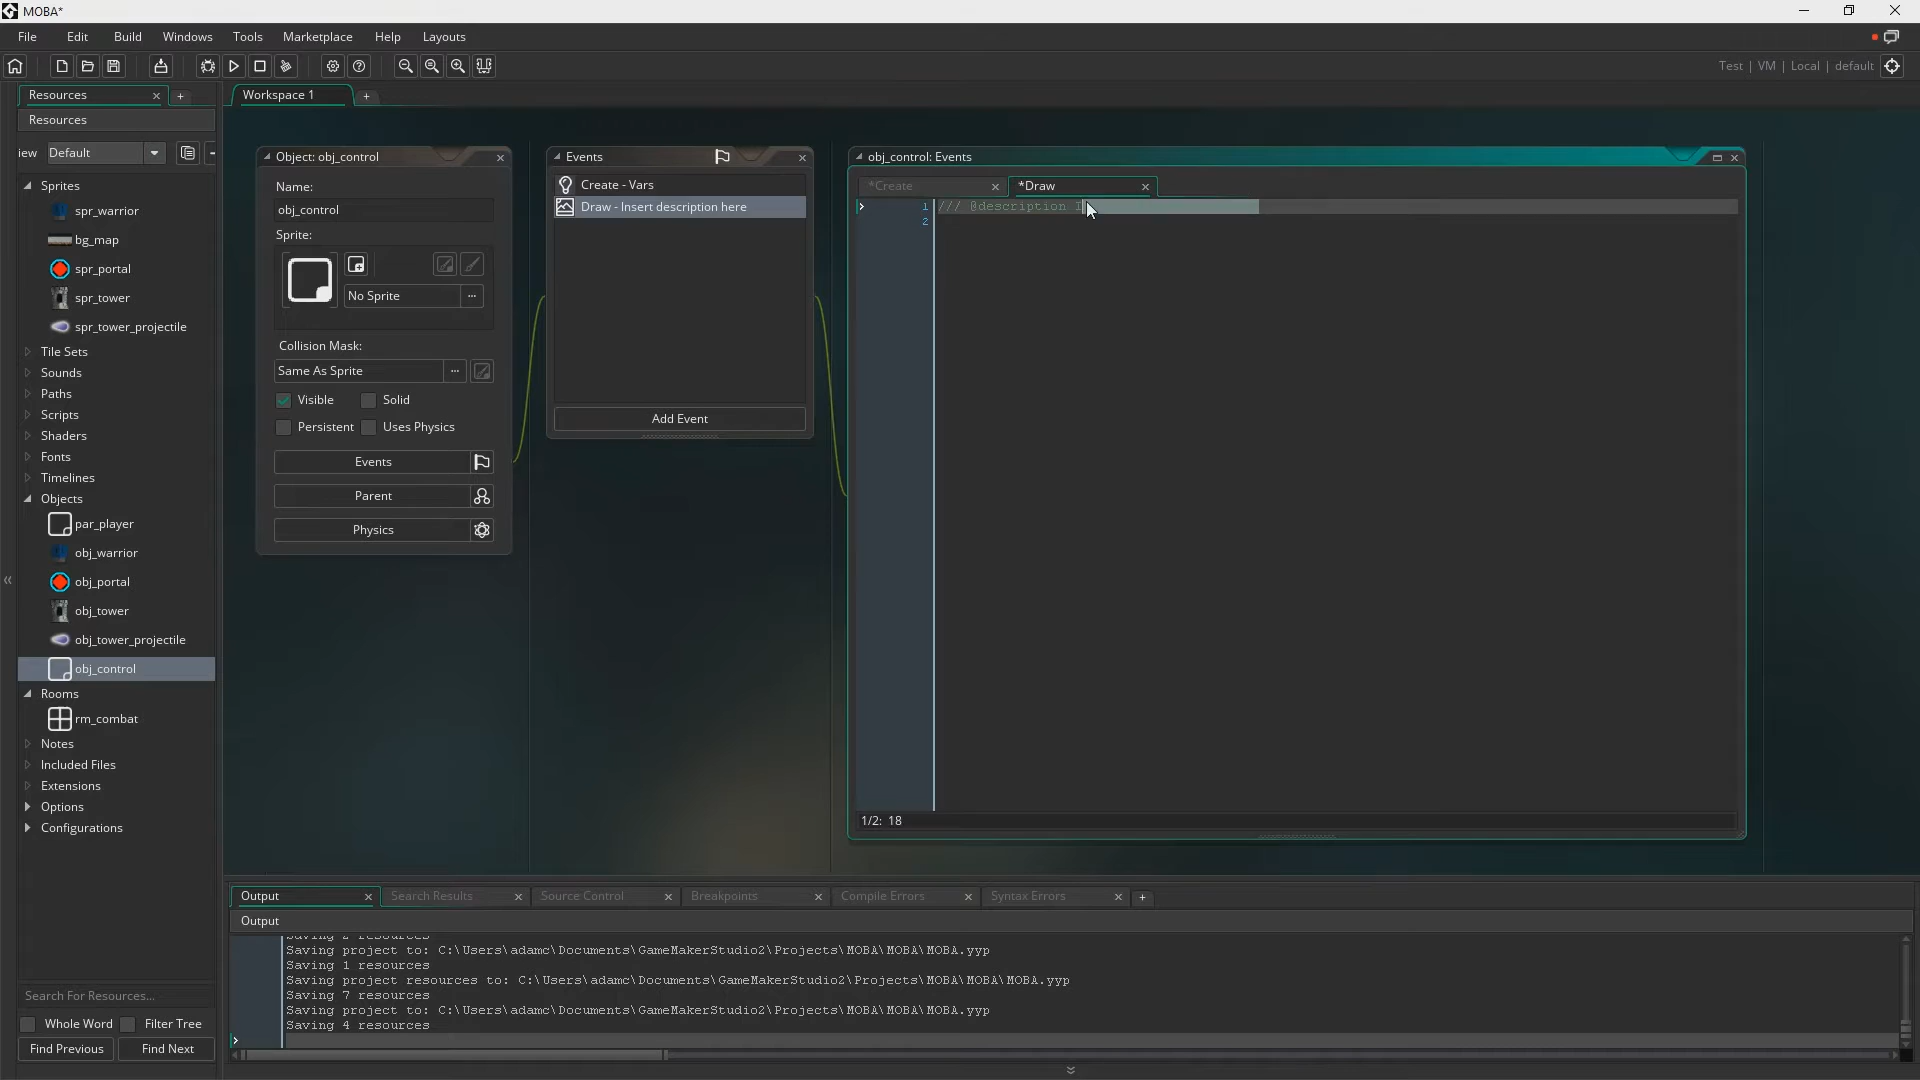 MOBA*
File Edit Build Windows Tools Marketplace Help Layouts
Test | VM | Local | default
Resources
Workspace 1
Resources
iew Default
Sprites
spr_warrior
bg_map
spr_portal
spr_tower
spr_tower_projectile
Tile Sets
Sounds
Paths
Scripts
Shaders
Fonts
Timelines
Objects
par_player
obj_warrior
obj_portal
obj_tower
obj_tower_projectile
obj_control
Rooms
rm_combat
Notes
Included Files
Extensions
Options
Configurations
Search For Resources...
Whole Word Filter Tree
Find Previous Find Next
Object: obj_control
Name:
obj_control
Sprite:
No Sprite
Collision Mask:
Same As Sprite
Visible Solid
Persistent Uses Physics
Events
Parent
Physics
Events
Create - Vars
Draw - Insert description here
Add Event
obj_control: Events
*Create *Draw
1 /// @description I
2
1/2: 18
Output Search Results Source Control Breakpoints Compile Errors Syntax Errors
Output
Saving 2 resources
Saving project to: C:\Users\adamc\Documents\GameMakerStudio2\Projects\MOBA\MOBA\MOBA.yyp
Saving 1 resources
Saving project resources to: C:\Users\adamc\Documents\GameMakerStudio2\Projects\MOBA\MOBA\MOBA.yyp
Saving 7 resources
Saving project to: C:\Users\adamc\Documents\GameMakerStudio2\Projects\MOBA\MOBA\MOBA.yyp
Saving 4 resources